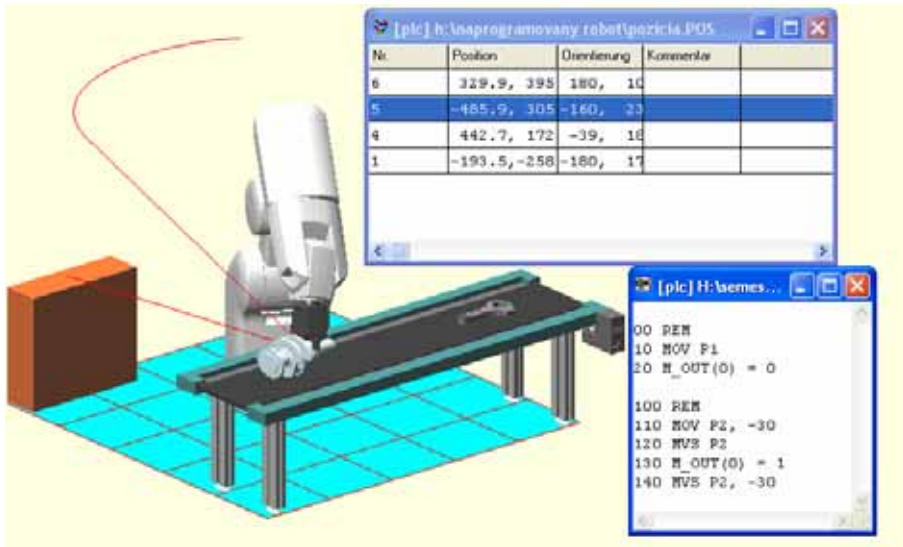 [plc] h:\naprogramovany robot\pozicia.POS
Nr. Position Orientierung Kommentar
6 329.9, 395 180, 10
5 -485.9, 305 -160, 23
4 442.7, 172 -39, 18
1 -193.5,-258 -180, 17
[plc] H:\semes...
00 REM
10 MOV P1
20 M_OUT(0) = 0
100 REM
110 MOV P2, -30
120 MVS P2
130 M_OUT(0) = 1
140 MVS P2, -30